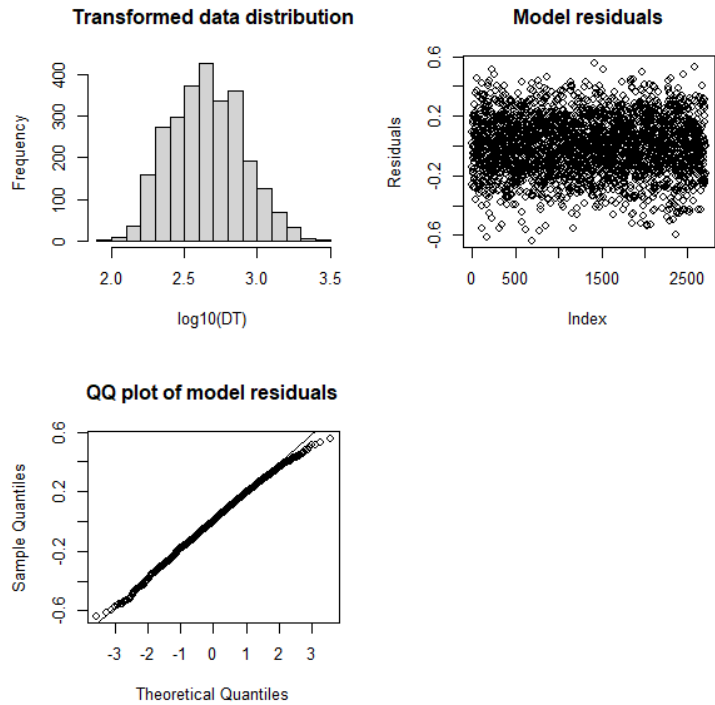 Transformed data distribution
Frequency
0 100 200 300 400
2.0 2.5 3.0 3.5
log10(DT)
Model residuals
Residuals
-0.6 -0.2 0.2 0.6
0 500 1500 2500
Index
QQ plot of model residuals
Sample Quantiles
-0.6 -0.2 0.2 0.6
-3 -2 -1 0 1 2 3
Theoretical Quantiles